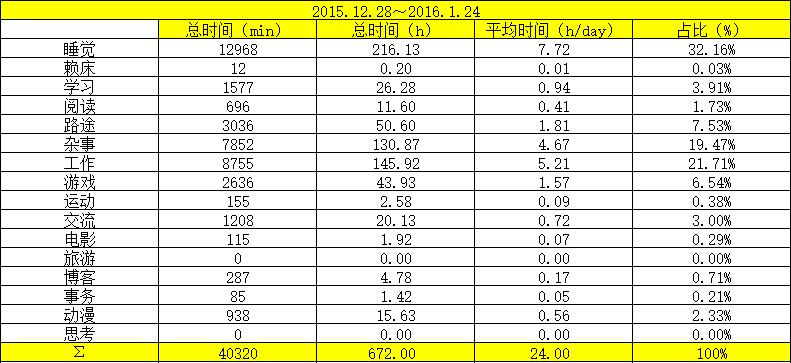 2015.12.28～2016.1.24
总时间（min） 总时间（h） 平均时间（h/day） 占比（%）
睡觉 12968 216.13 7.72 32.16%
赖床 12 0.20 0.01 0.03%
学习 1577 26.28 0.94 3.91%
阅读 696 11.60 0.41 1.73%
路途 3036 50.60 1.81 7.53%
杂事 7852 130.87 4.67 19.47%
工作 8755 145.92 5.21 21.71%
游戏 2636 43.93 1.57 6.54%
运动 155 2.58 0.09 0.38%
交流 1208 20.13 0.72 3.00%
电影 115 1.92 0.07 0.29%
旅游 0 0.00 0.00 0.00%
博客 287 4.78 0.17 0.71%
事务 85 1.42 0.05 0.21%
动漫 938 15.63 0.56 2.33%
思考 0 0.00 0.00 0.00%
Σ 40320 672.00 24.00 100%